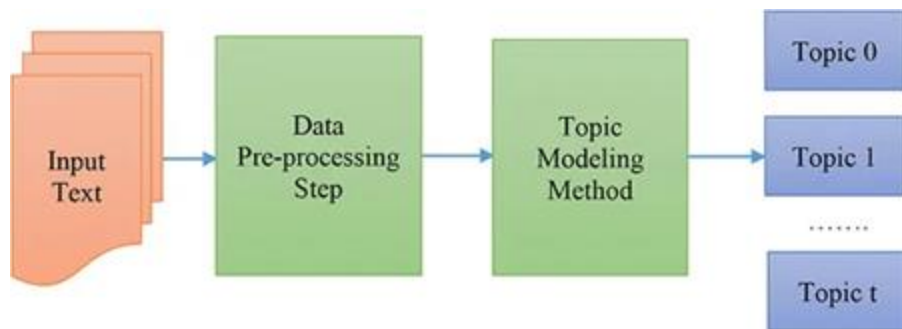 Input
Text
Data
Pre-processing
Step
Topic
Modeling
Method
Topic 0
Topic 1
.......
Topic t